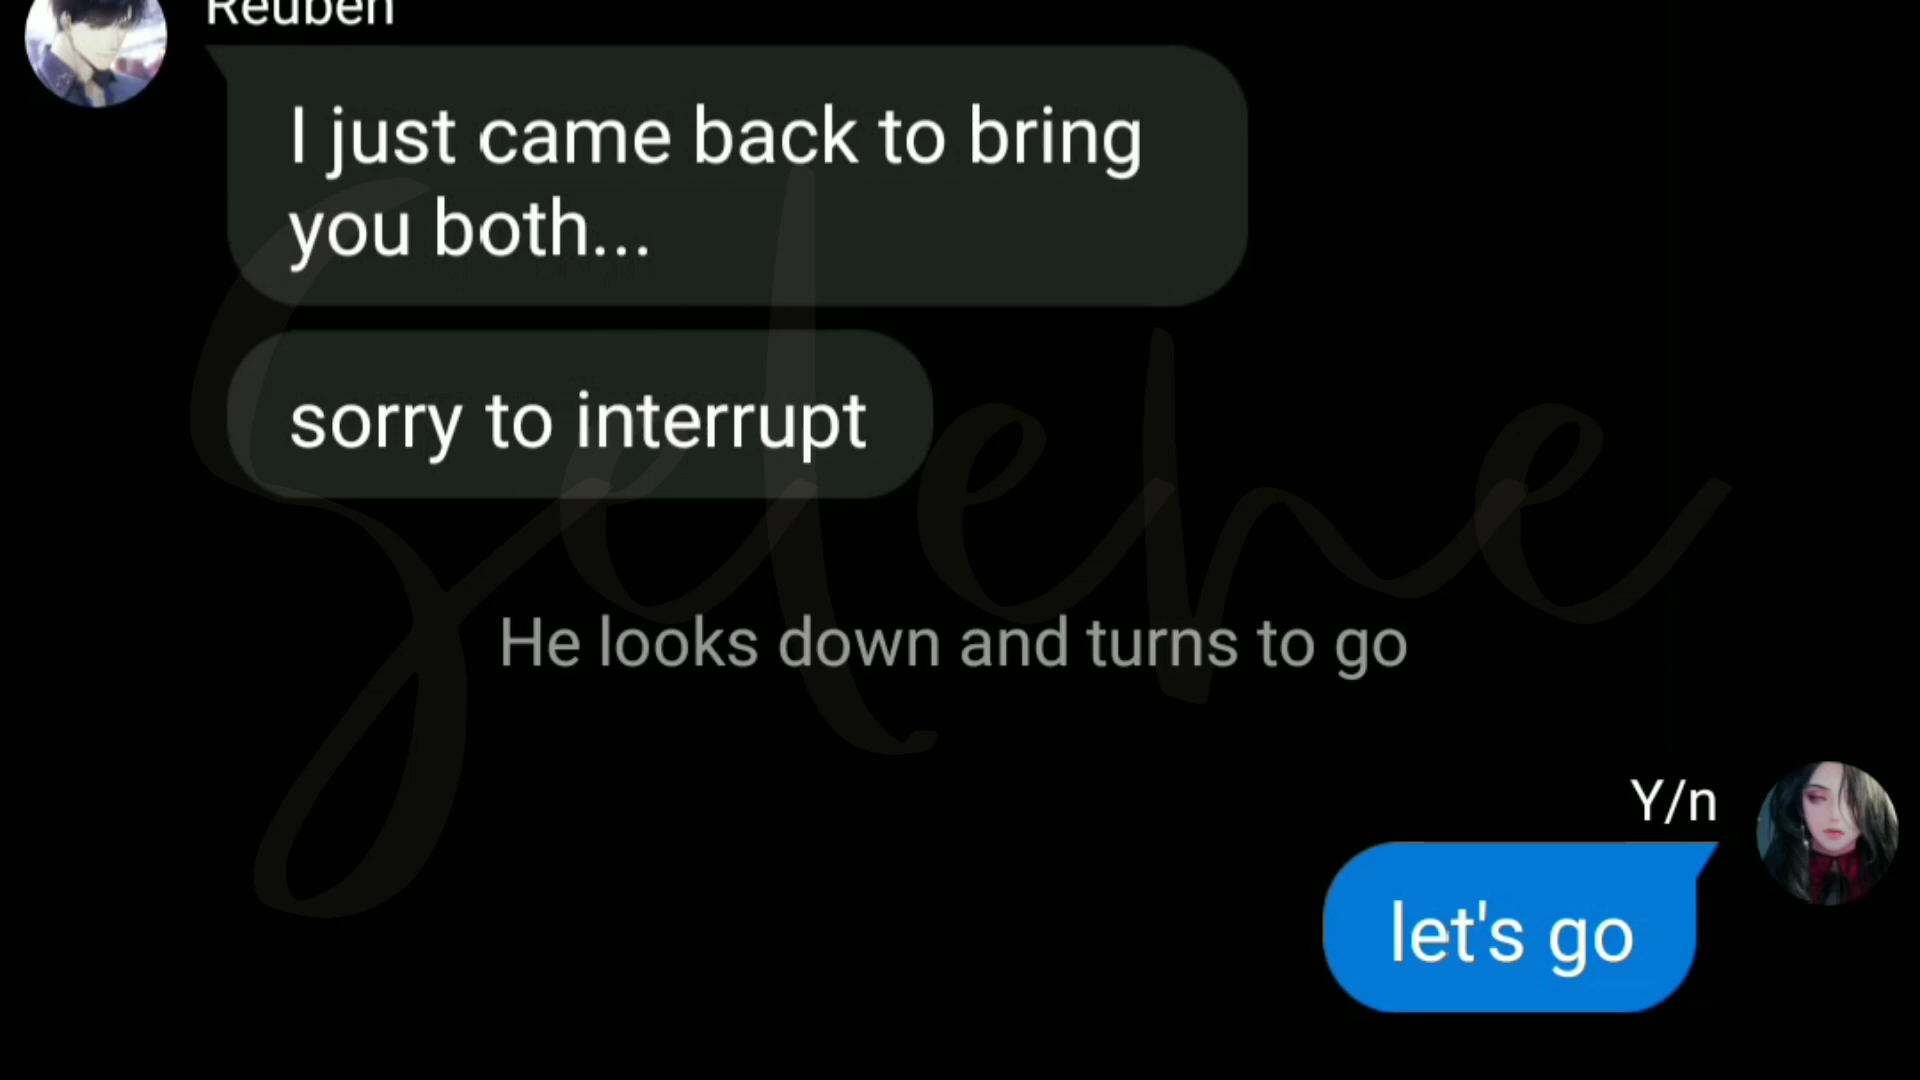 Reuben
I just came back to bring
you both...
sorry to interrupt
Selene
He looks down and turns to go
Y/n
let's go